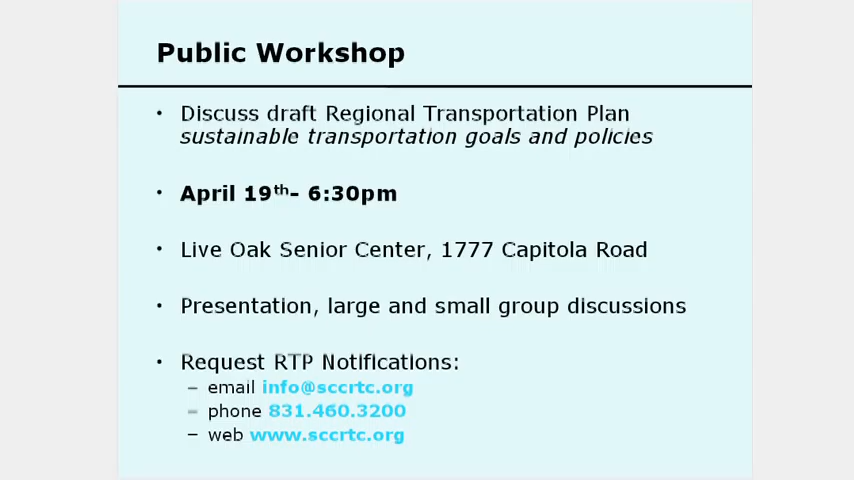 Public Workshop
• Discuss draft Regional Transportation Plan
sustainable transportation goals and policies
• April 19th- 6:30pm
• Live Oak Senior Center, 1777 Capitola Road
• Presentation, large and small group discussions
• Request RTP Notifications:
– email info@sccrtc.org
– phone 831.460.3200
– web www.sccrtc.org